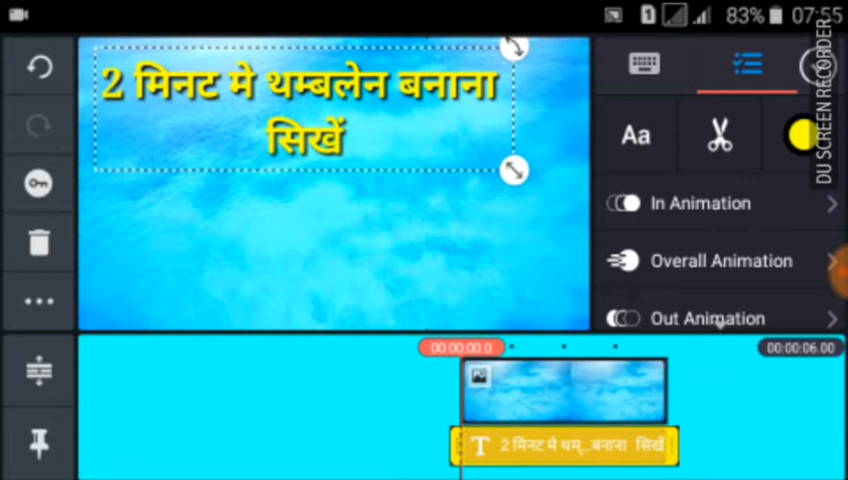 83% 07:55
2 मिनट मे थम्बलेन बनाना
सिखें
Aa
In Animation
Overall Animation
Out Animation
DU SCREEN RECORDER
00:00:00.0
00:00:06.00
T 2 मिनट मे थम्...बनाना सिखें